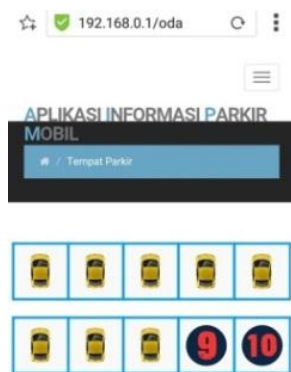 192.168.0.1/oda
APLIKASI INFORMASI PARKIR
MOBIL
/ Tempat Parkir
9 10